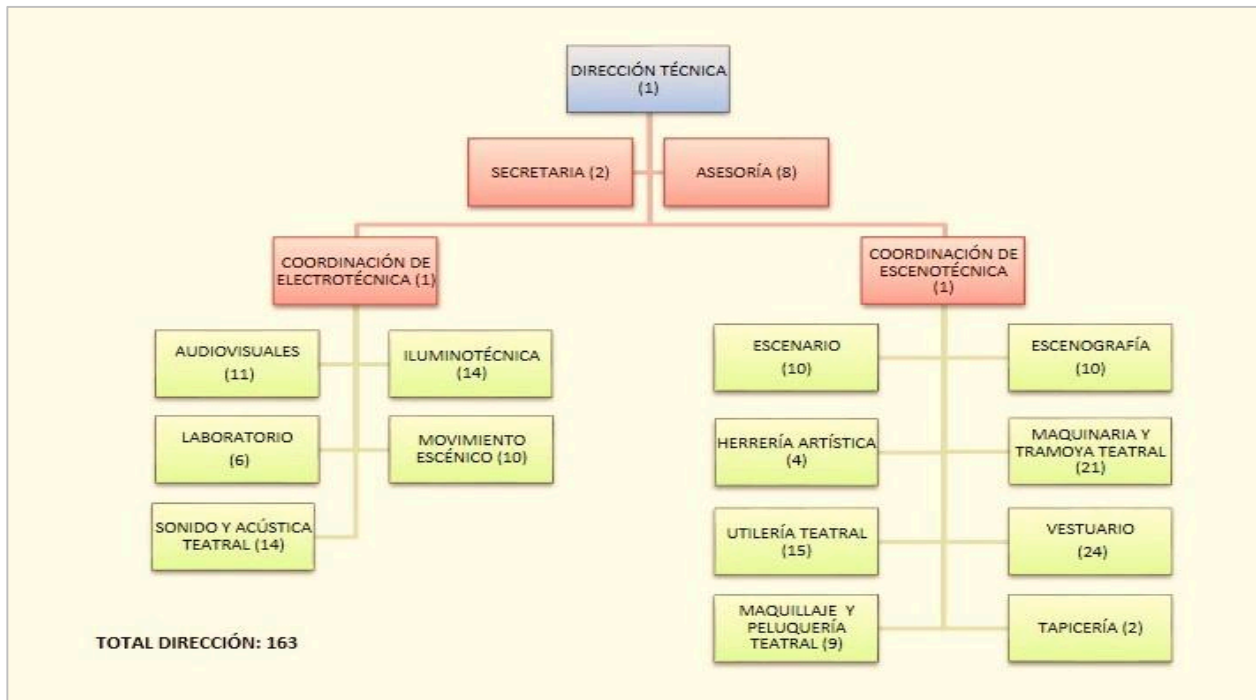 DIRECCIÓN TÉCNICA
(1)
SECRETARIA (2)
ASESORÍA (8)
COORDINACIÓN DE
ELECTROTÉCNICA (1)
COORDINACIÓN DE
ESCENOTÉCNICA
(1)
AUDIOVISUALES
(11)
ILUMINOTÉCNICA
(14)
LABORATORIO
(6)
MOVIMIENTO
ESCÉNICO (10)
SONIDO Y ACÚSTICA
TEATRAL (14)
ESCENARIO
(10)
ESCENOGRAFÍA
(10)
HERRERÍA ARTÍSTICA
(4)
MAQUINARIA Y
TRAMOYA TEATRAL
(21)
UTILERÍA TEATRAL
(15)
VESTUARIO
(24)
MAQUILLAJE Y
PELUQUERÍA
TEATRAL (9)
TAPICERÍA (2)
TOTAL DIRECCIÓN: 163